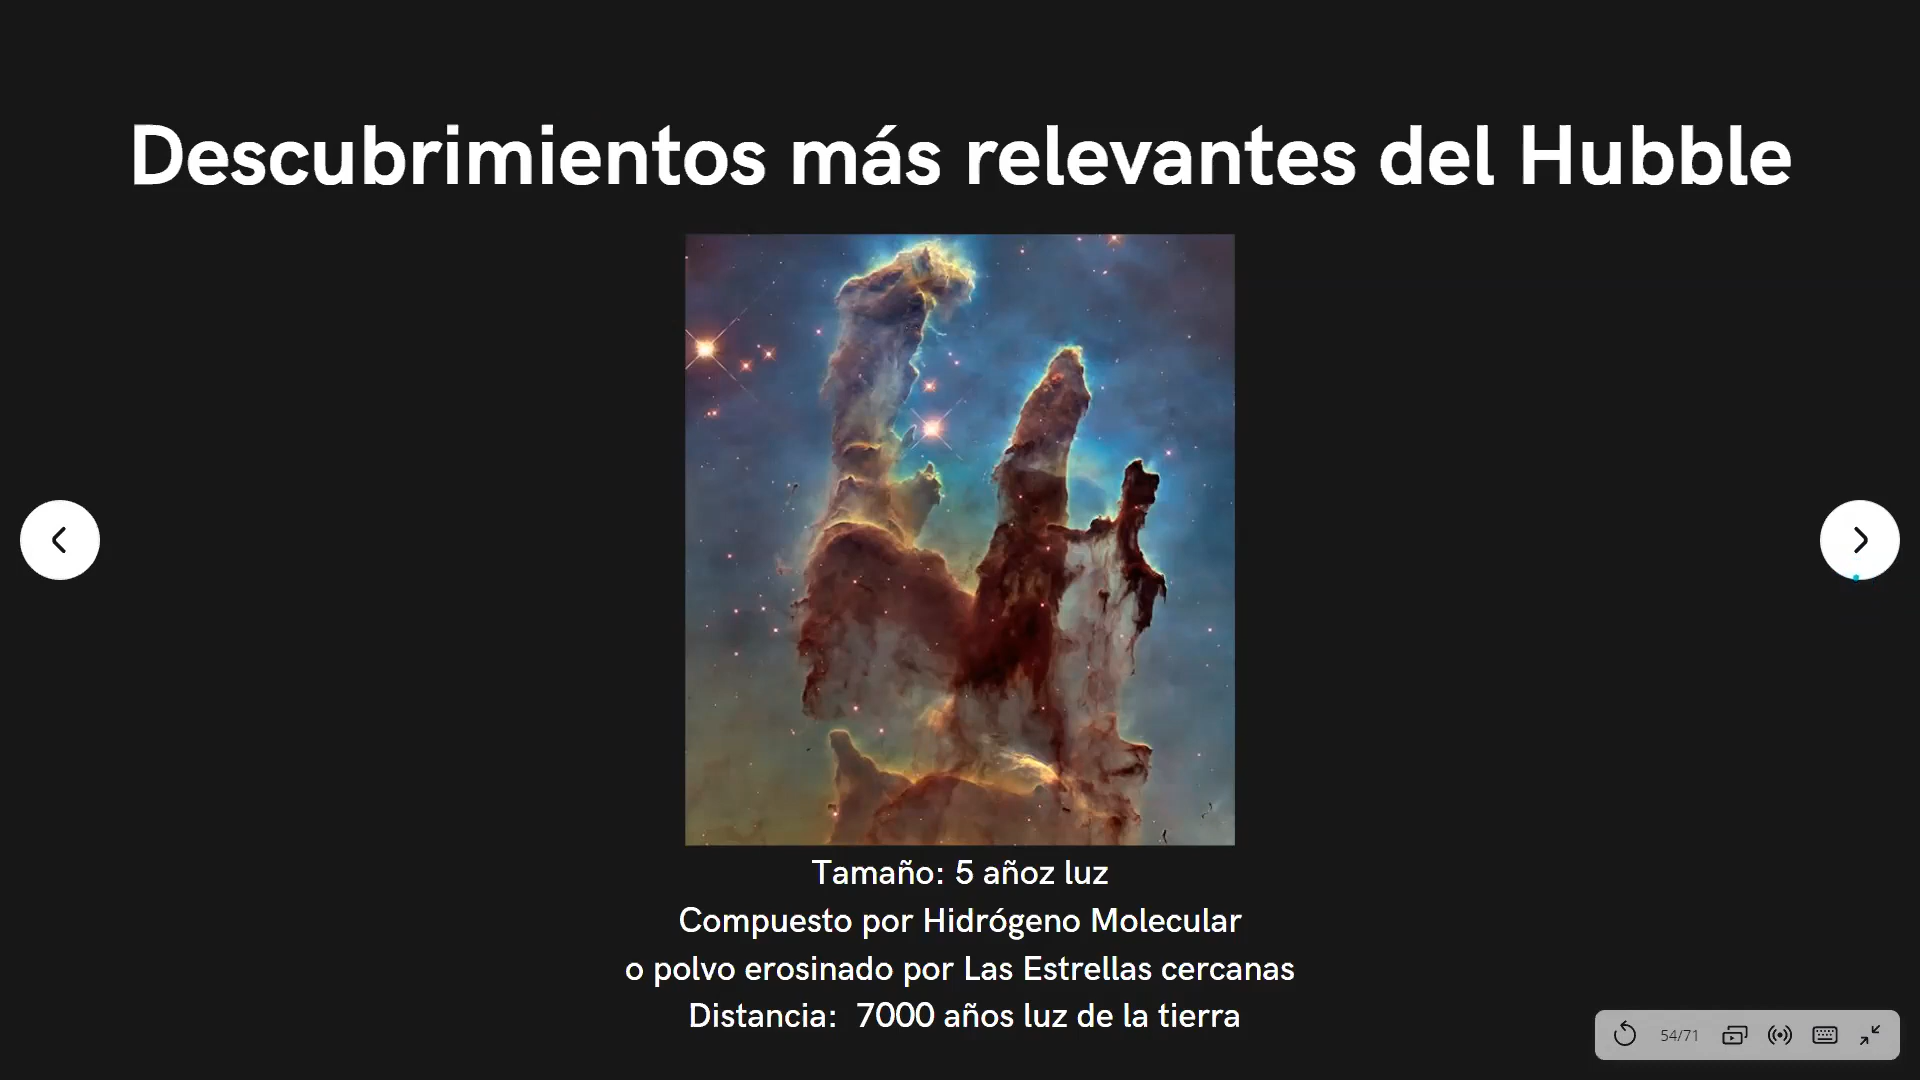 Descubrimientos más relevantes del Hubble
Tamaño: 5 añoz luz
Compuesto por Hidrógeno Molecular
o polvo erosinado por Las Estrellas cercanas
Distancia:  7000 años luz de la tierra
54/71